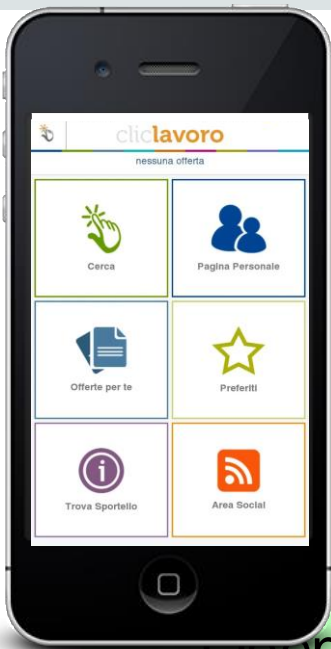 cliclavoro
nessuna offerta
Cerca
Pagina Personale
Offerte per te
Preferiti
Trova Sportello
Area Social